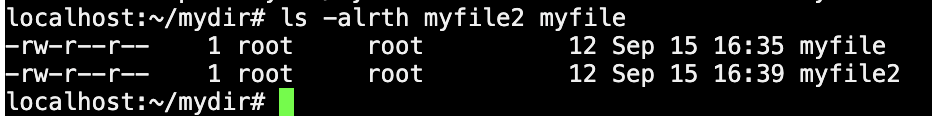 localhost:~/mydir# ls -alrth myfile2 myfile
-rw-r--r--    1 root     root          12 Sep 15 16:35 myfile
-rw-r--r--    1 root     root          12 Sep 15 16:39 myfile2
localhost:~/mydir#